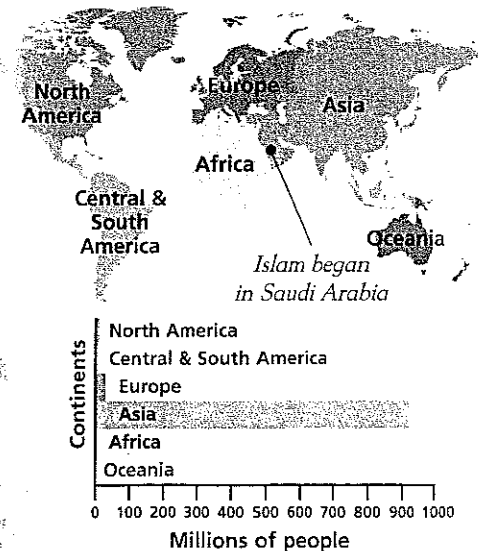 North
America
Europe
Asia
Africa
Central &
South
America
Oceania
Islam began
in Saudi Arabia
Continents
North America
Central & South America
Europe
Asia
Africa
Oceania
0 100 200 300 400 500 600 700 800 900 1000
Millions of people